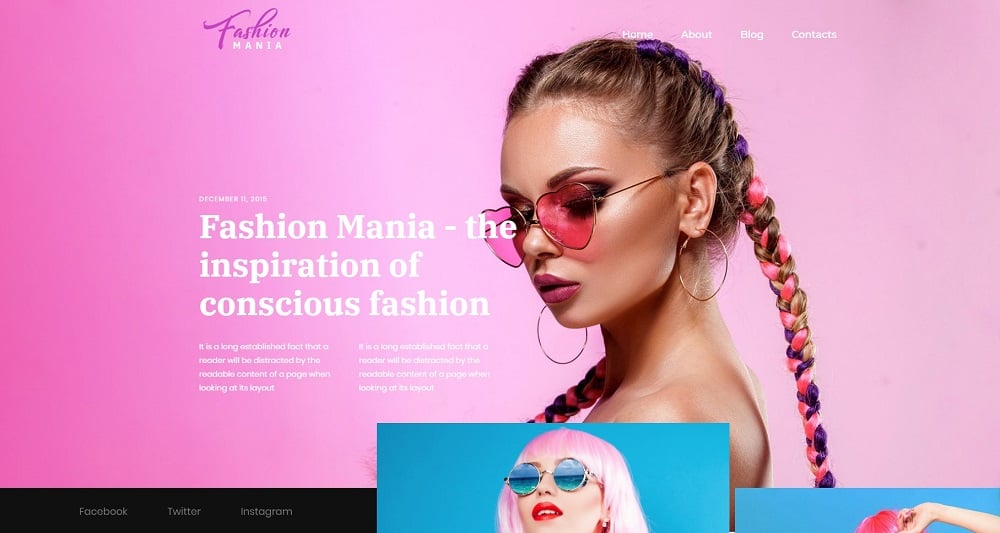 Fashion
MANIA
Home About Blog Contacts
DECEMBER 11, 2015
Fashion Mania - the
inspiration of
conscious fashion
It is a long established fact that a
reader will be distracted by the
readable content of a page when
looking at its layout
It is a long established fact that a
reader will be distracted by the
readable content of a page when
looking at its layout
Facebook Twitter Instagram